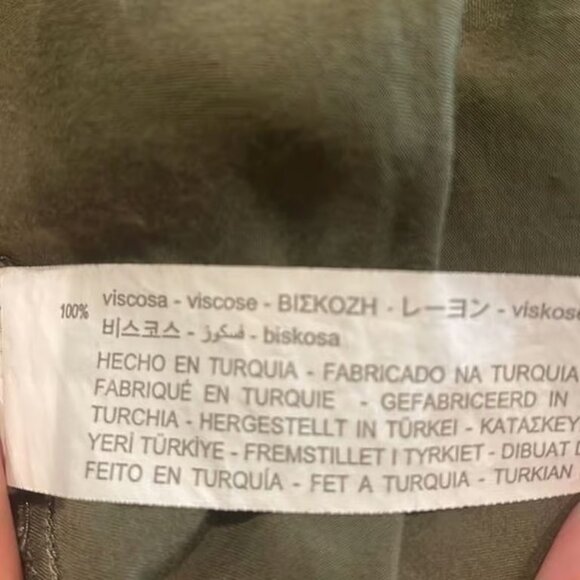 100% viscosa - viscose - ΒΙΣΚΟΖΗ - レーヨン - viskose
비스코스 - فسكوز - biskosa
HECHO EN TURQUIA - FABRICADO NA TURQUIA
FABRIQUÉ EN TURQUIE - GEFABRICEERD IN
TURCHIA - HERGESTELLT IN TÜRKEI - ΚΑΤΑΣΚΕΥ
YERİ TÜRKİYE - FREMSTILLET I TYRKIET - DIBUAT D
FEITO EN TURQUÍA - FET A TURQUIA - TURKIAN